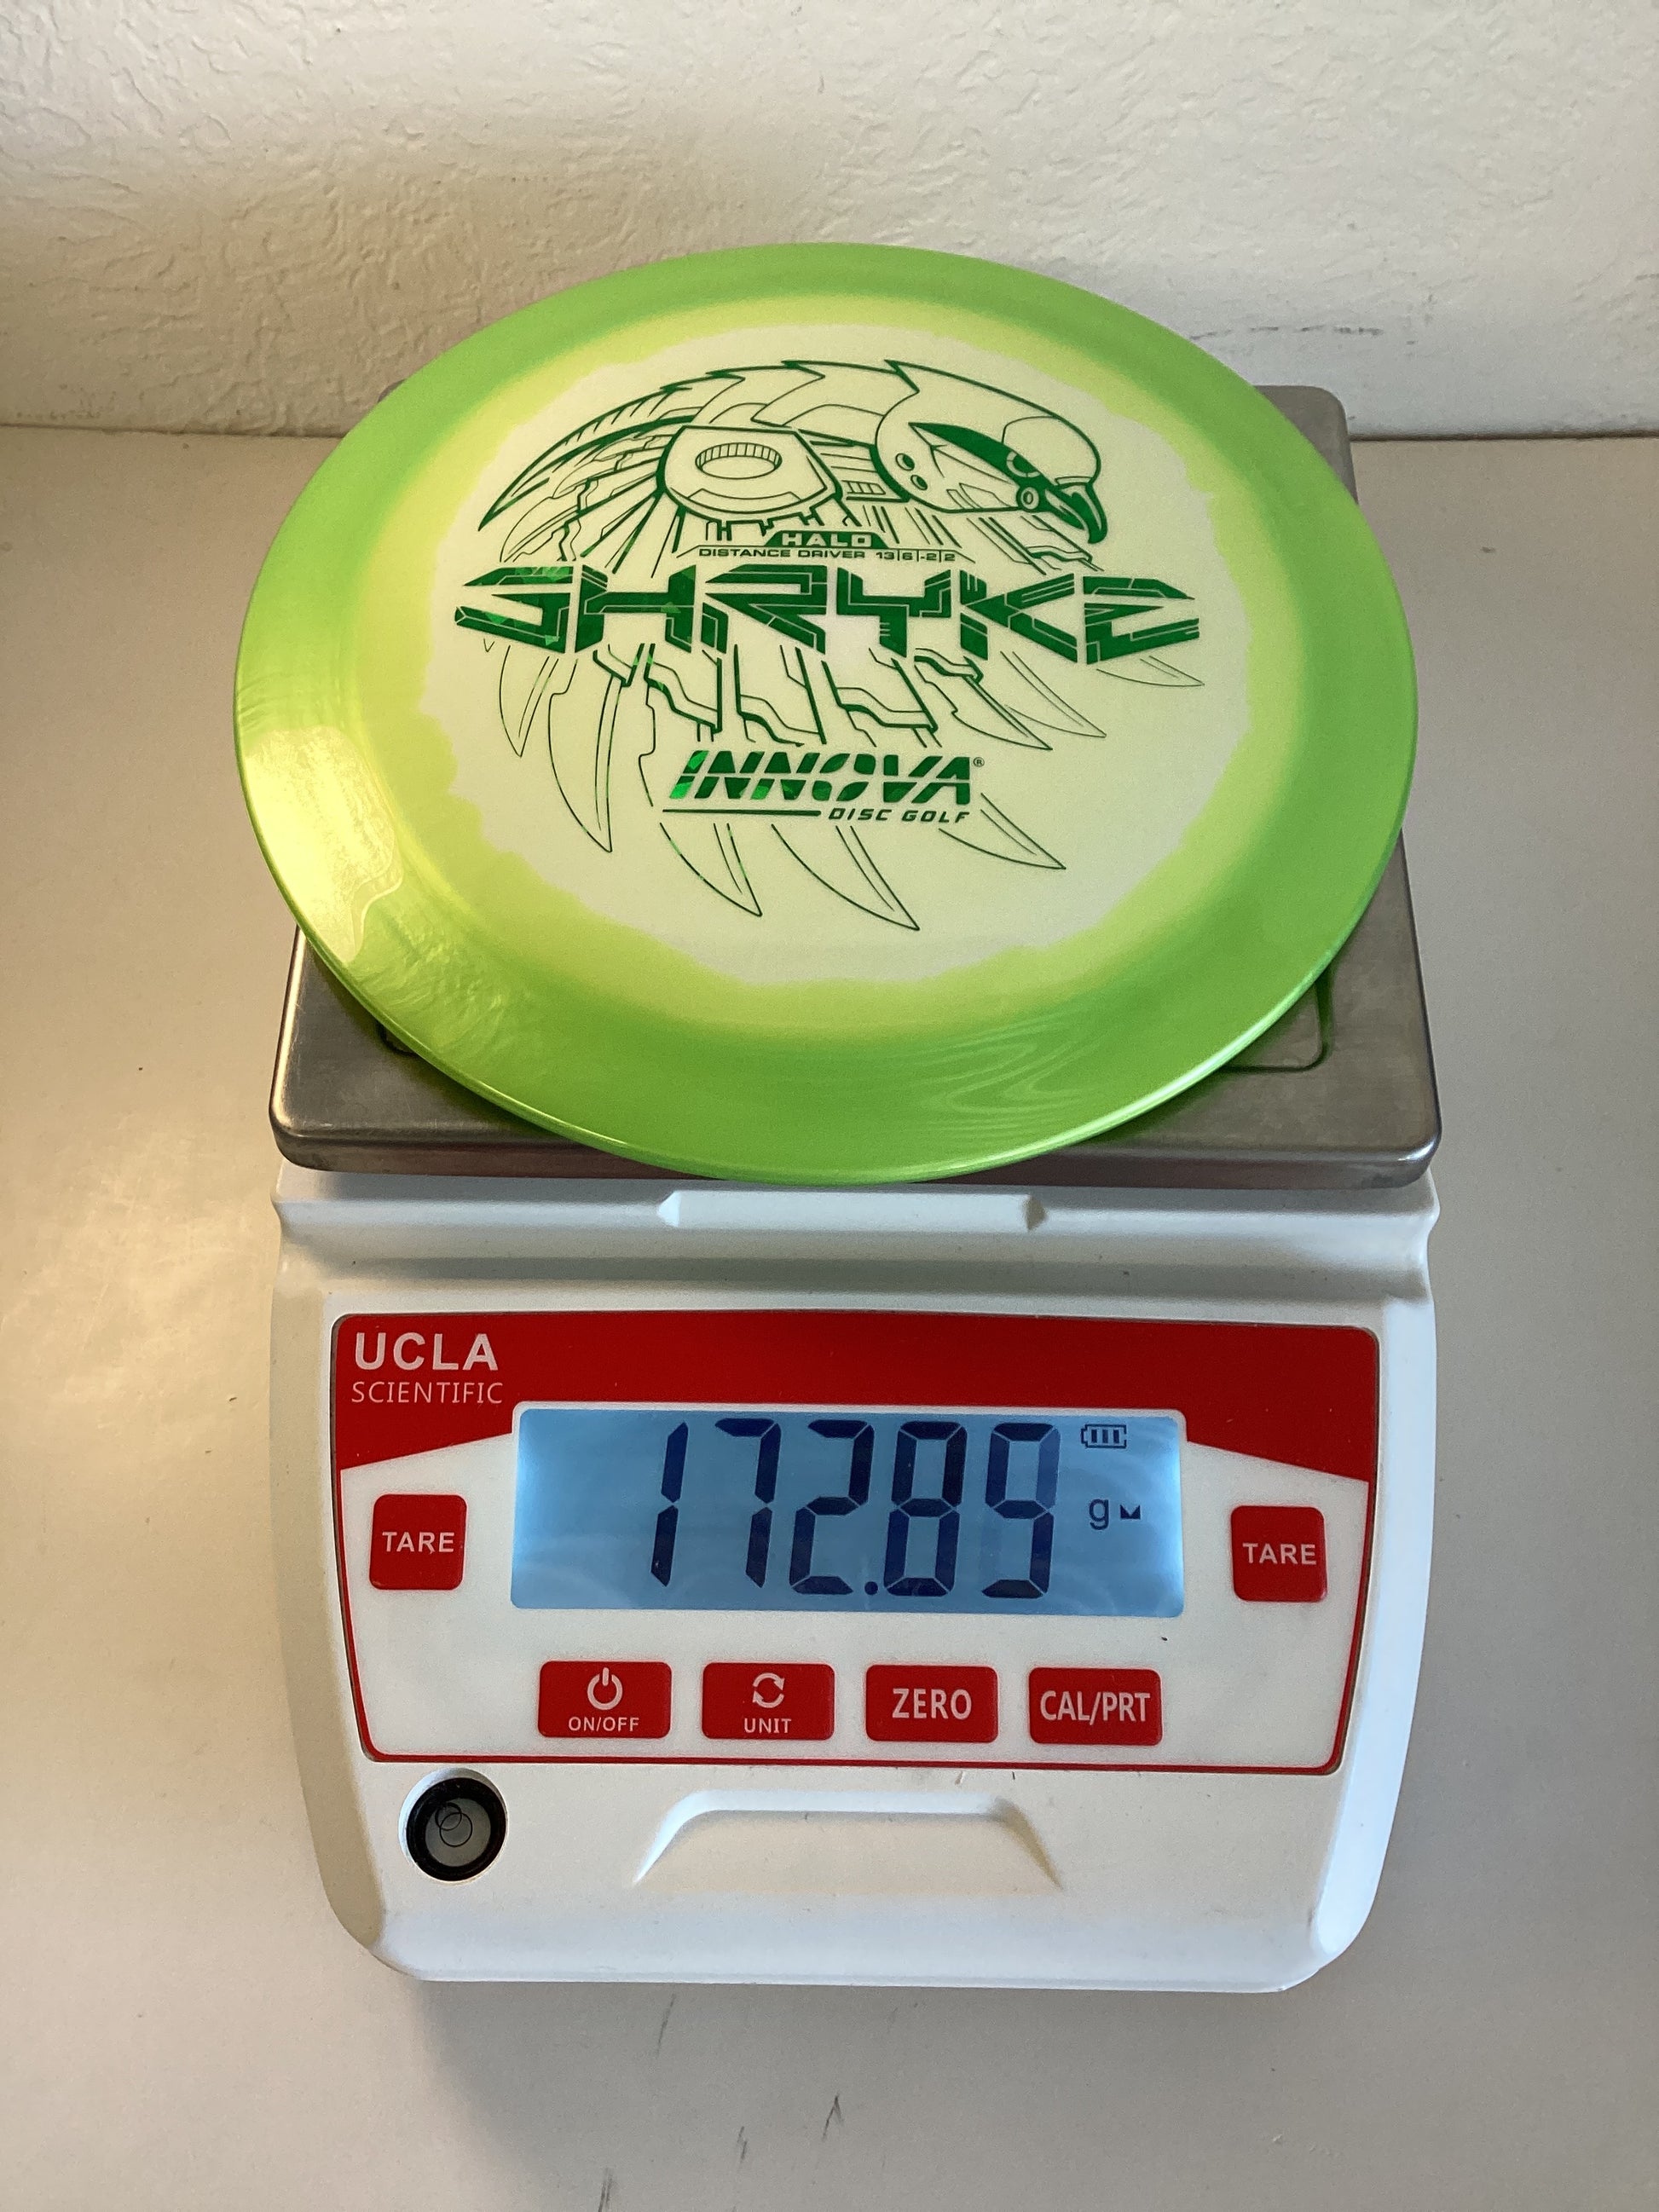 HALO
DISTANCE DRIVER 13|6|-2|2
SHRYKE
INNOVA®
DISC GOLF
UCLA
SCIENTIFIC
172.89
g
TARE
TARE
ON/OFF
UNIT
ZERO
CAL/PRT